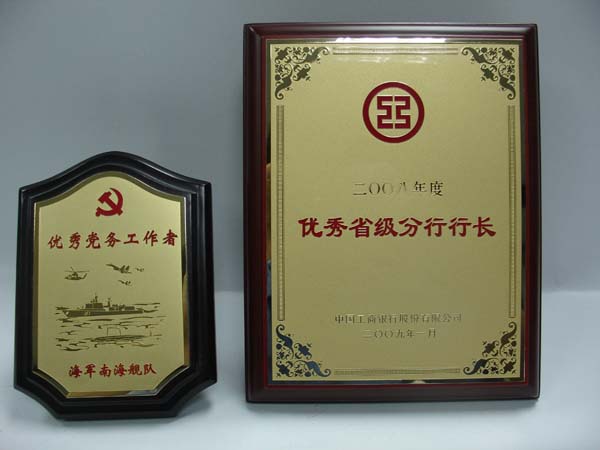 优秀党务工作者
海军南海舰队
二〇〇八年度
优秀省级分行行长
中国工商银行股份有限公司
二〇〇九年一月